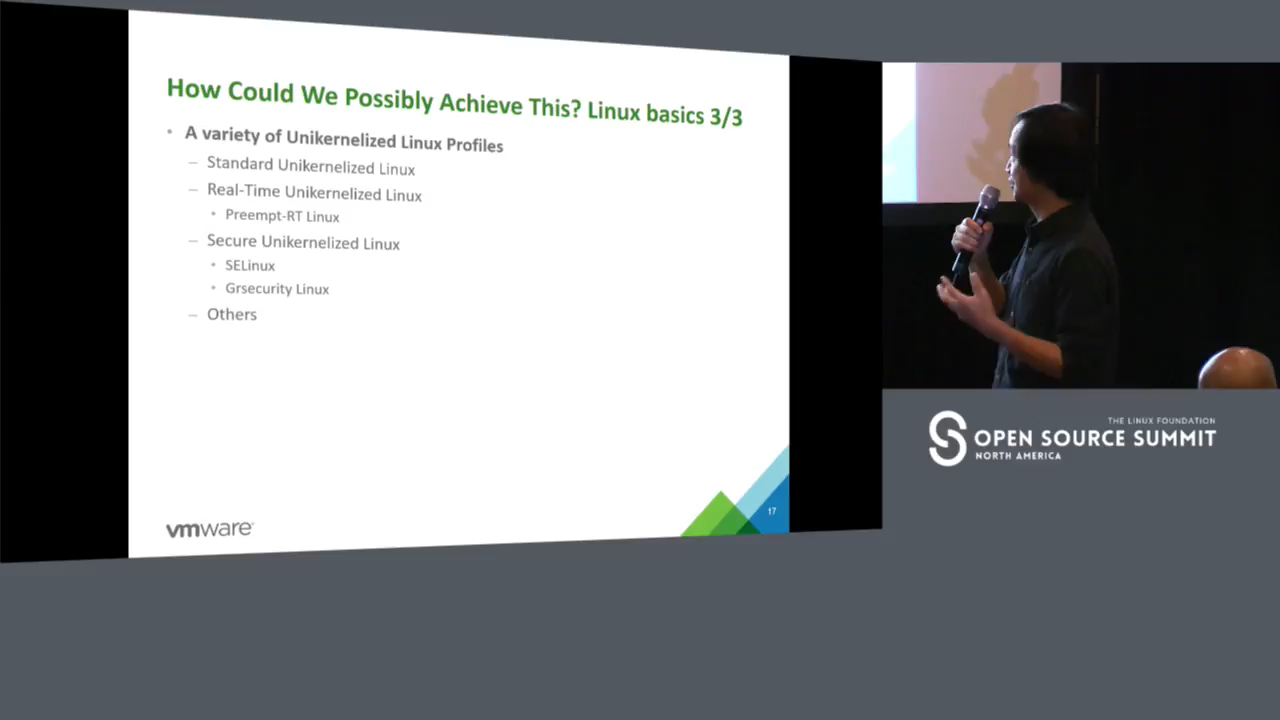 How Could We Possibly Achieve This? Linux basics 3/3
• A variety of Unikernelized Linux Profiles
– Standard Unikernelized Linux
– Real-Time Unikernelized Linux
• Preempt-RT Linux
– Secure Unikernelized Linux
• SELinux
• Grsecurity Linux
– Others
vmware®
17
THE LINUX FOUNDATION
OPEN SOURCE SUMMIT
NORTH AMERICA